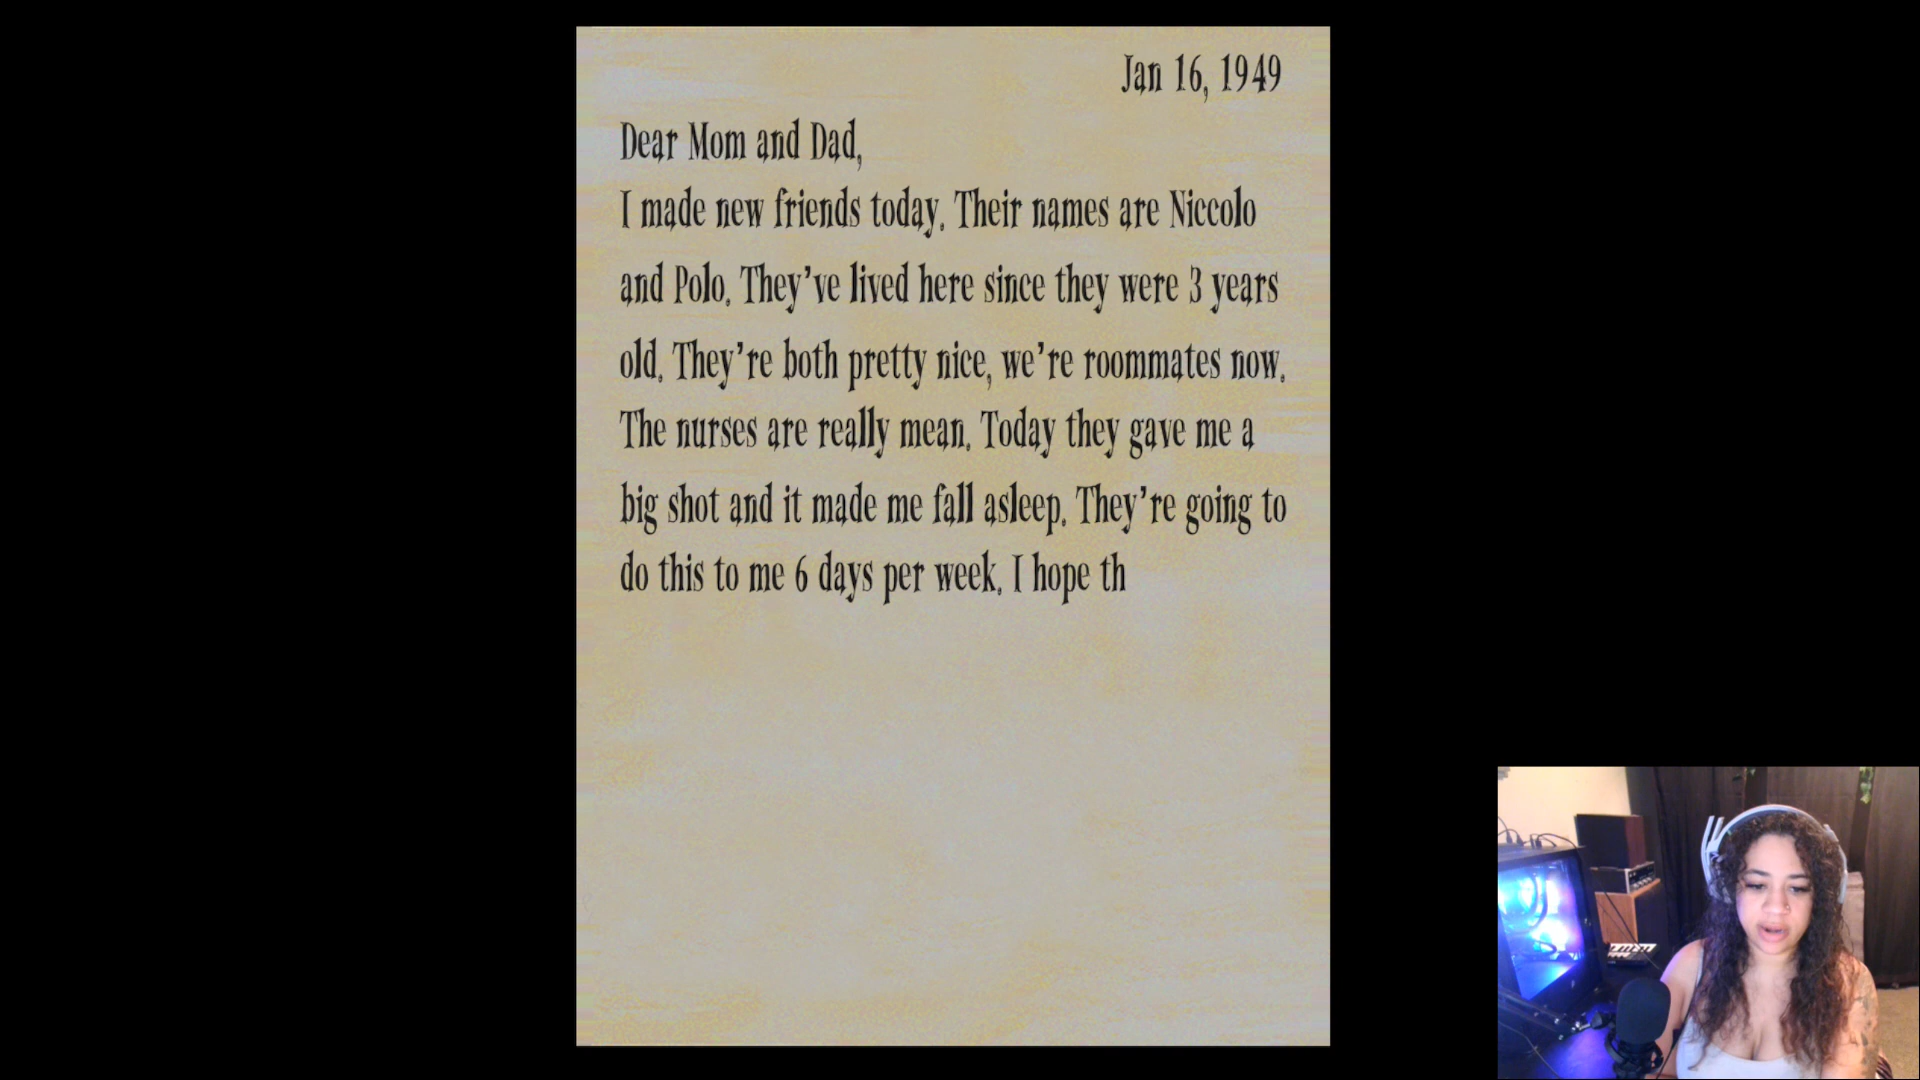 Jan 16, 1949
Dear Mom and Dad,
I made new friends today. Their names are Niccolo
and Polo. They've lived here since they were 3 years
old. They're both pretty nice, we're roommates now.
The nurses are really mean. Today they gave me a
big shot and it made me fall asleep. They're going to
do this to me 6 days per week. I hope th